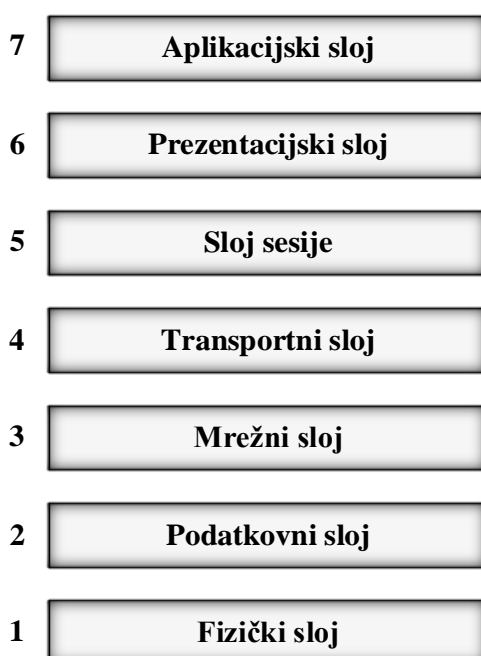 7 Aplikacijski sloj
6 Prezentacijski sloj
5 Sloj sesije
4 Transportni sloj
3 Mrežni sloj
2 Podatkovni sloj
1 Fizički sloj